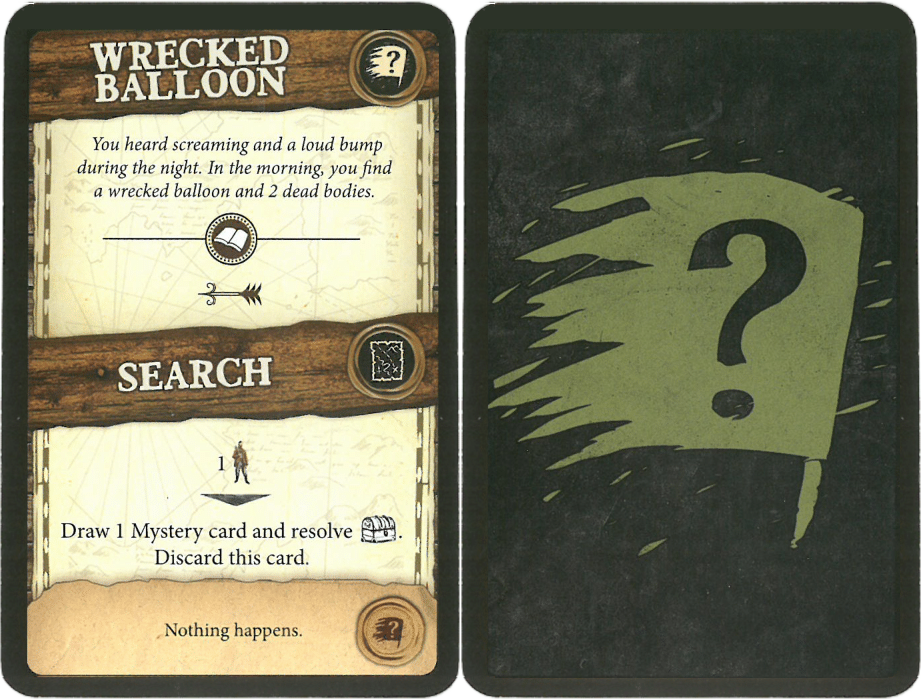 WRECKED
BALLOON
?
You heard screaming and a loud bump
during the night. In the morning, you find
a wrecked balloon and 2 dead bodies.
SEARCH
1
Draw 1 Mystery card and resolve .
Discard this card.
Nothing happens.
?
?